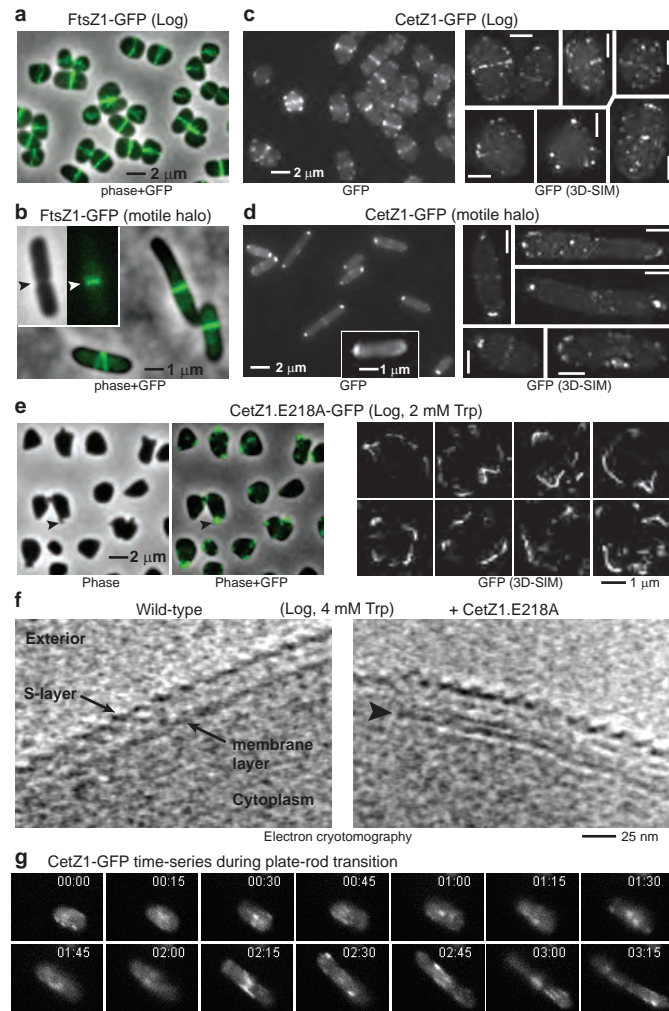 a FtsZ1-GFP (Log)
2 µm
phase+GFP
b FtsZ1-GFP (motile halo)
1 µm
phase+GFP
c CetZ1-GFP (Log)
2 µm
GFP
GFP (3D-SIM)
d CetZ1-GFP (motile halo)
2 µm
1 µm
GFP
GFP (3D-SIM)
e CetZ1.E218A-GFP (Log, 2 mM Trp)
2 µm
Phase
Phase+GFP
GFP (3D-SIM)
1 µm
f Wild-type (Log, 4 mM Trp) + CetZ1.E218A
Exterior
S-layer
membrane
layer
Cytoplasm
Electron cryotomography
25 nm
g CetZ1-GFP time-series during plate-rod transition
00:00 00:15 00:30 00:45 01:00 01:15 01:30
01:45 02:00 02:15 02:30 02:45 03:00 03:15